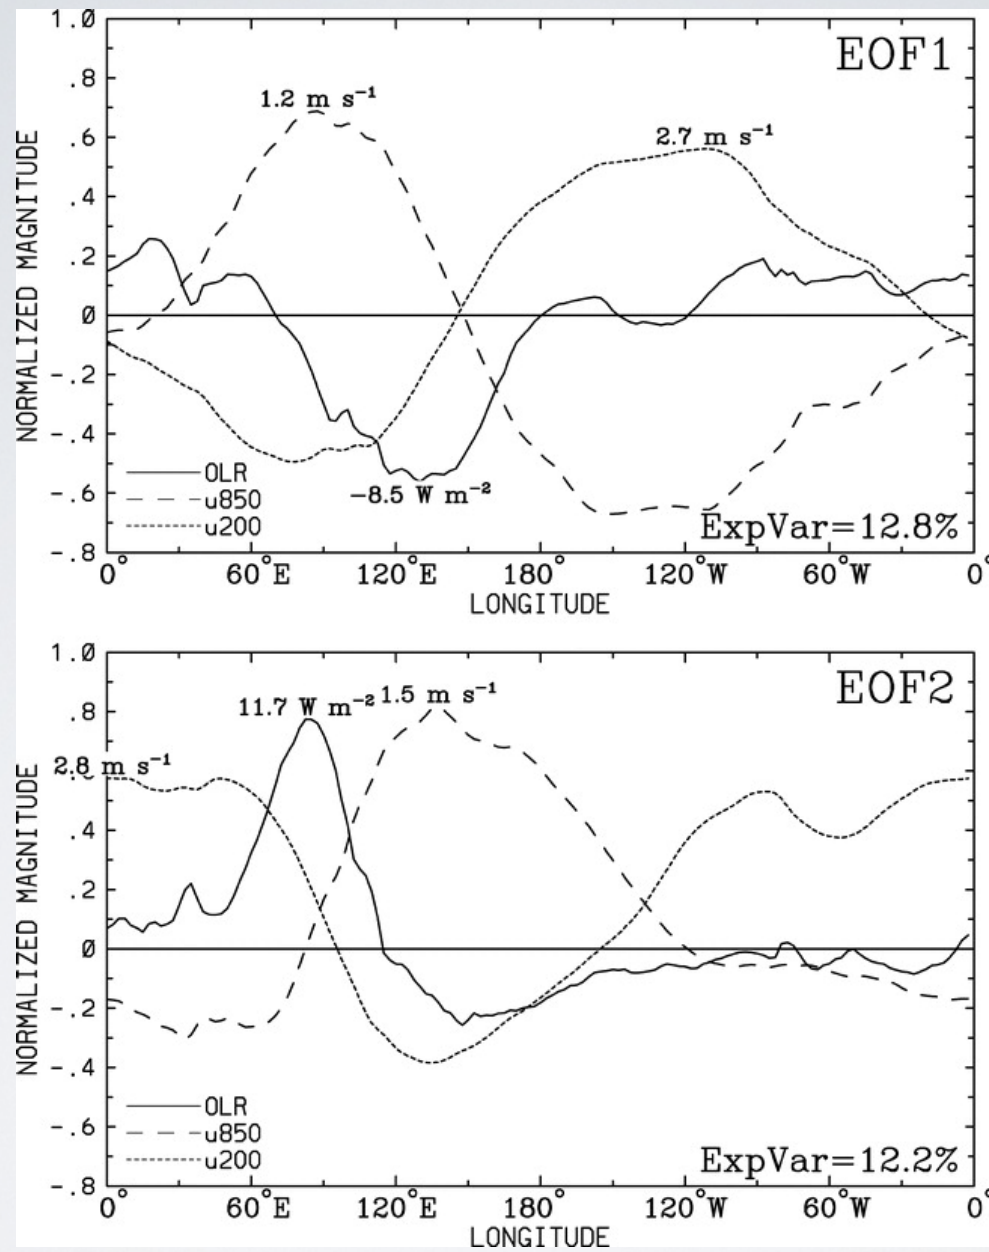 1.0
EOF1
.8
1.2 m s⁻¹
.6
2.7 m s⁻¹
.4
.2
0
-.2
-.4
-.6
-.8
NORMALIZED MAGNITUDE
OLR
u850
u200
-8.5 W m⁻²
ExpVar=12.8%
0° 60°E 120°E 180° 120°W 60°W 0°
LONGITUDE
1.0
EOF2
11.7 W m⁻² 1.5 m s⁻¹
.8
2.8 m s⁻¹
.6
.4
.2
0
-.2
-.4
-.6
-.8
NORMALIZED MAGNITUDE
OLR
u850
u200
ExpVar=12.2%
0° 60°E 120°E 180° 120°W 60°W 0°
LONGITUDE